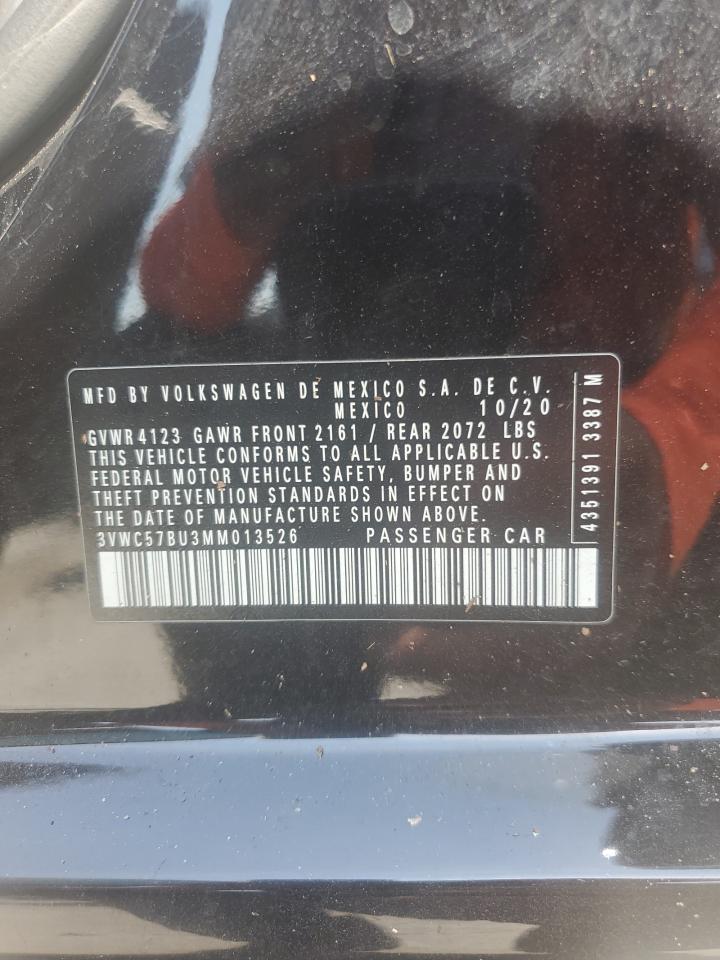 MFD BY VOLKSWAGEN DE MEXICO S.A. DE C.V.
MEXICO 10/20
GVWR 4123 GAWR FRONT 2161 / REAR 2072 LBS
THIS VEHICLE CONFORMS TO ALL APPLICABLE U.S.
FEDERAL MOTOR VEHICLE SAFETY, BUMPER AND
THEFT PREVENTION STANDARDS IN EFFECT ON
THE DATE OF MANUFACTURE SHOWN ABOVE.
3VWC57BU3MM013526 PASSENGER CAR
4351391 3387 M